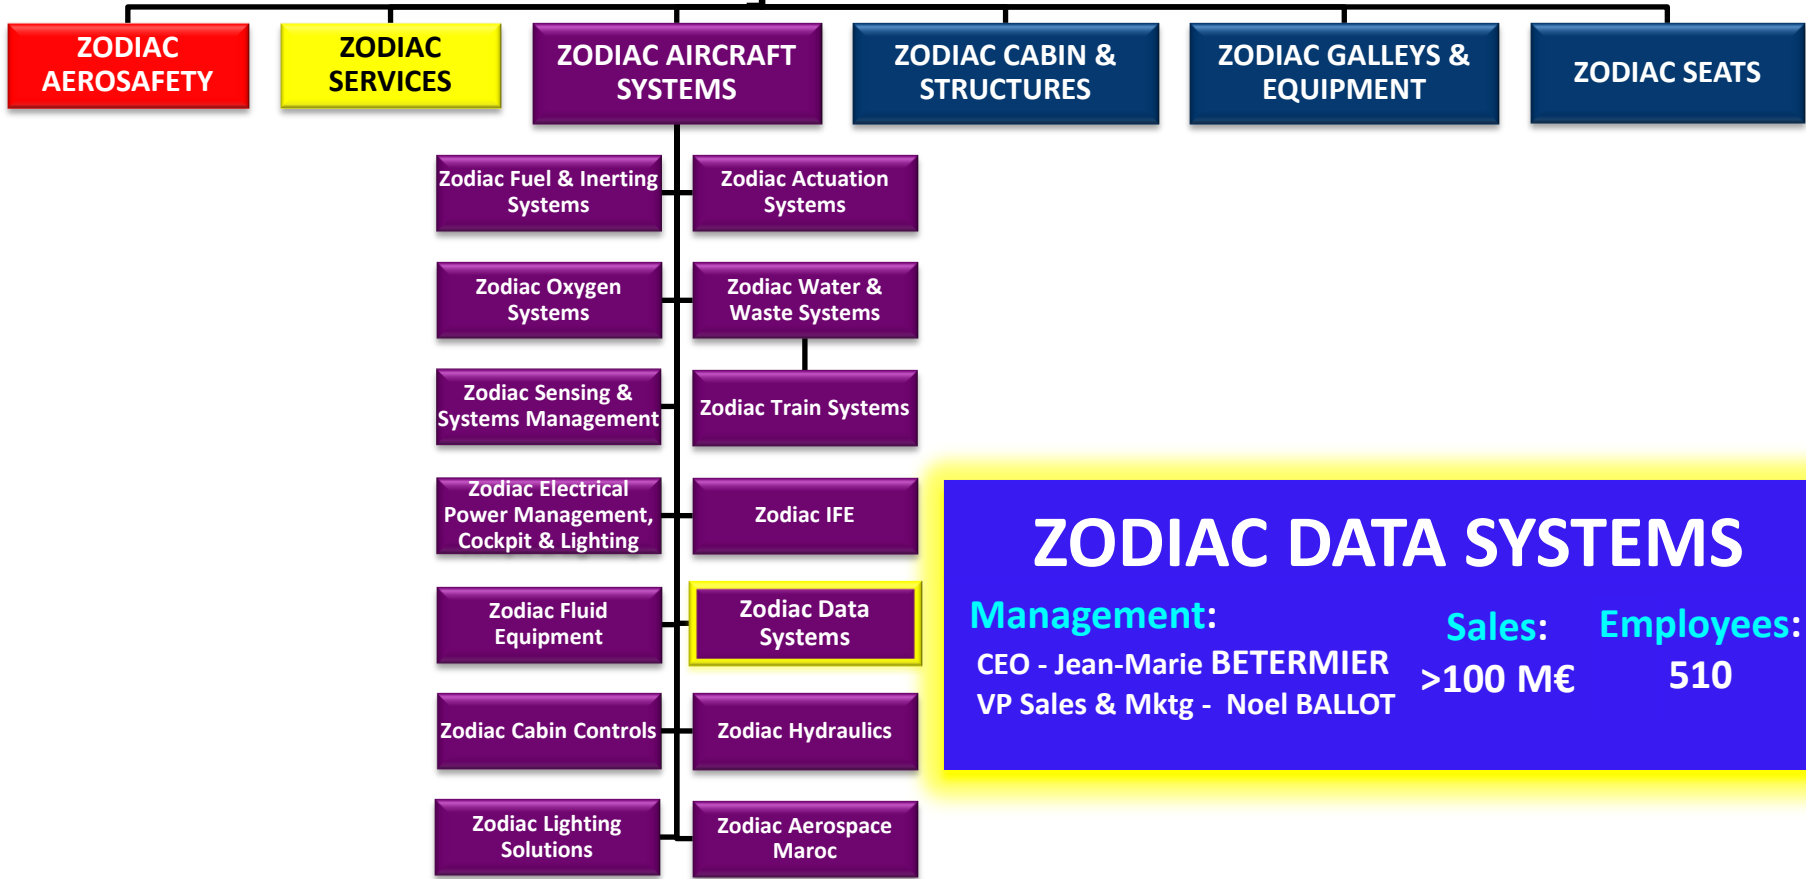 ZODIAC
AEROSAFETY
ZODIAC
SERVICES
ZODIAC AIRCRAFT
SYSTEMS
ZODIAC CABIN &
STRUCTURES
ZODIAC GALLEYS &
EQUIPMENT
ZODIAC SEATS
Zodiac Fuel & Inerting
Systems
Zodiac Actuation
Systems
Zodiac Oxygen
Systems
Zodiac Water &
Waste Systems
Zodiac Sensing &
Systems Management
Zodiac Train Systems
Zodiac Electrical
Power Management,
Cockpit & Lighting
Zodiac IFE
Zodiac Fluid
Equipment
Zodiac Data
Systems
Zodiac Cabin Controls
Zodiac Hydraulics
Zodiac Lighting
Solutions
Zodiac Aerospace
Maroc
ZODIAC DATA SYSTEMS
Management:
CEO - Jean-Marie BETERMIER
VP Sales & Mktg - Noel BALLOT
Sales:
>100 M€
Employees:
510